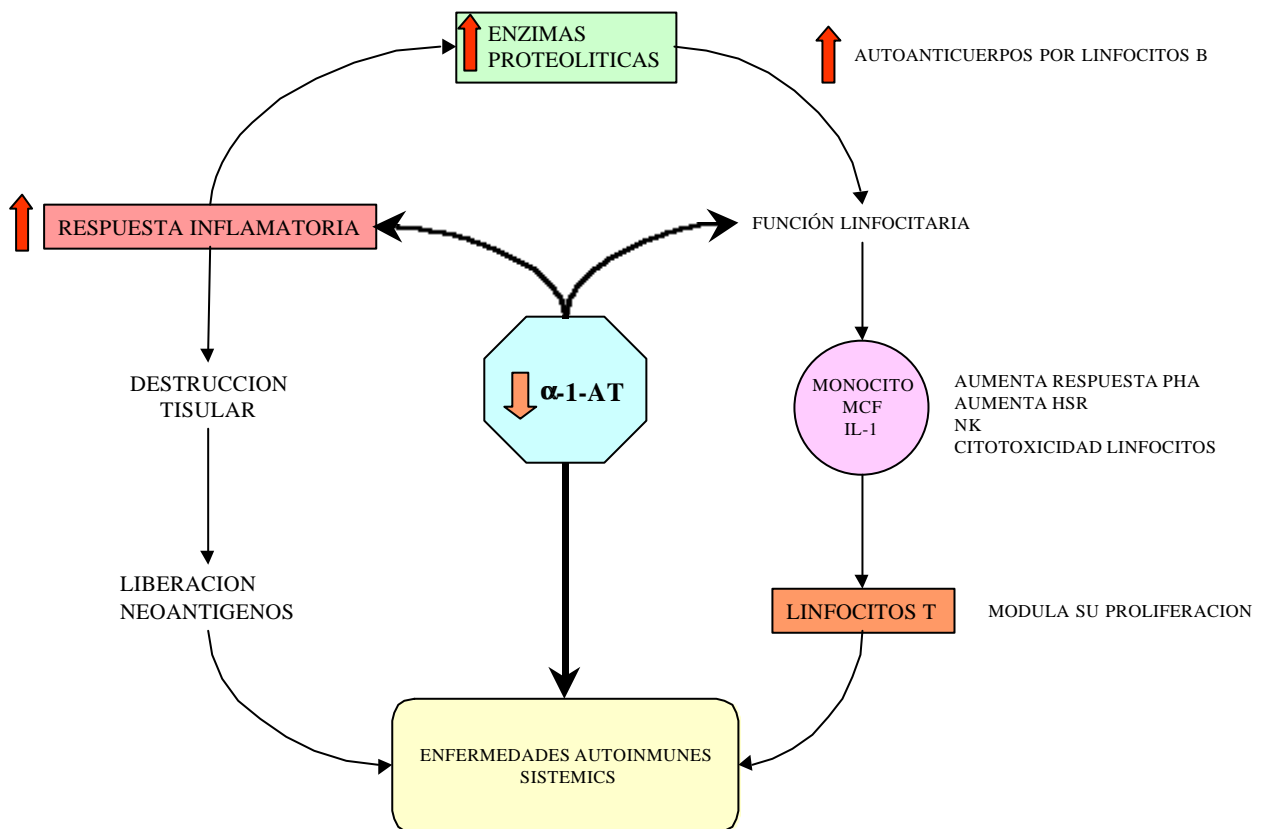 ENZIMAS
PROTEOLITICAS
AUTOANTICUERPOS POR LINFOCITOS B
RESPUESTA INFLAMATORIA
FUNCIÓN LINFOCITARIA
DESTRUCCION
TISULAR
α-1-AT
MONOCITO
MCF
IL-1
AUMENTA RESPUESTA PHA
AUMENTA HSR
NK
CITOTOXICIDAD LINFOCITOS
LIBERACION
NEOANTIGENOS
LINFOCITOS T
MODULA SU PROLIFERACION
ENFERMEDADES AUTOINMUNES
SISTEMICS